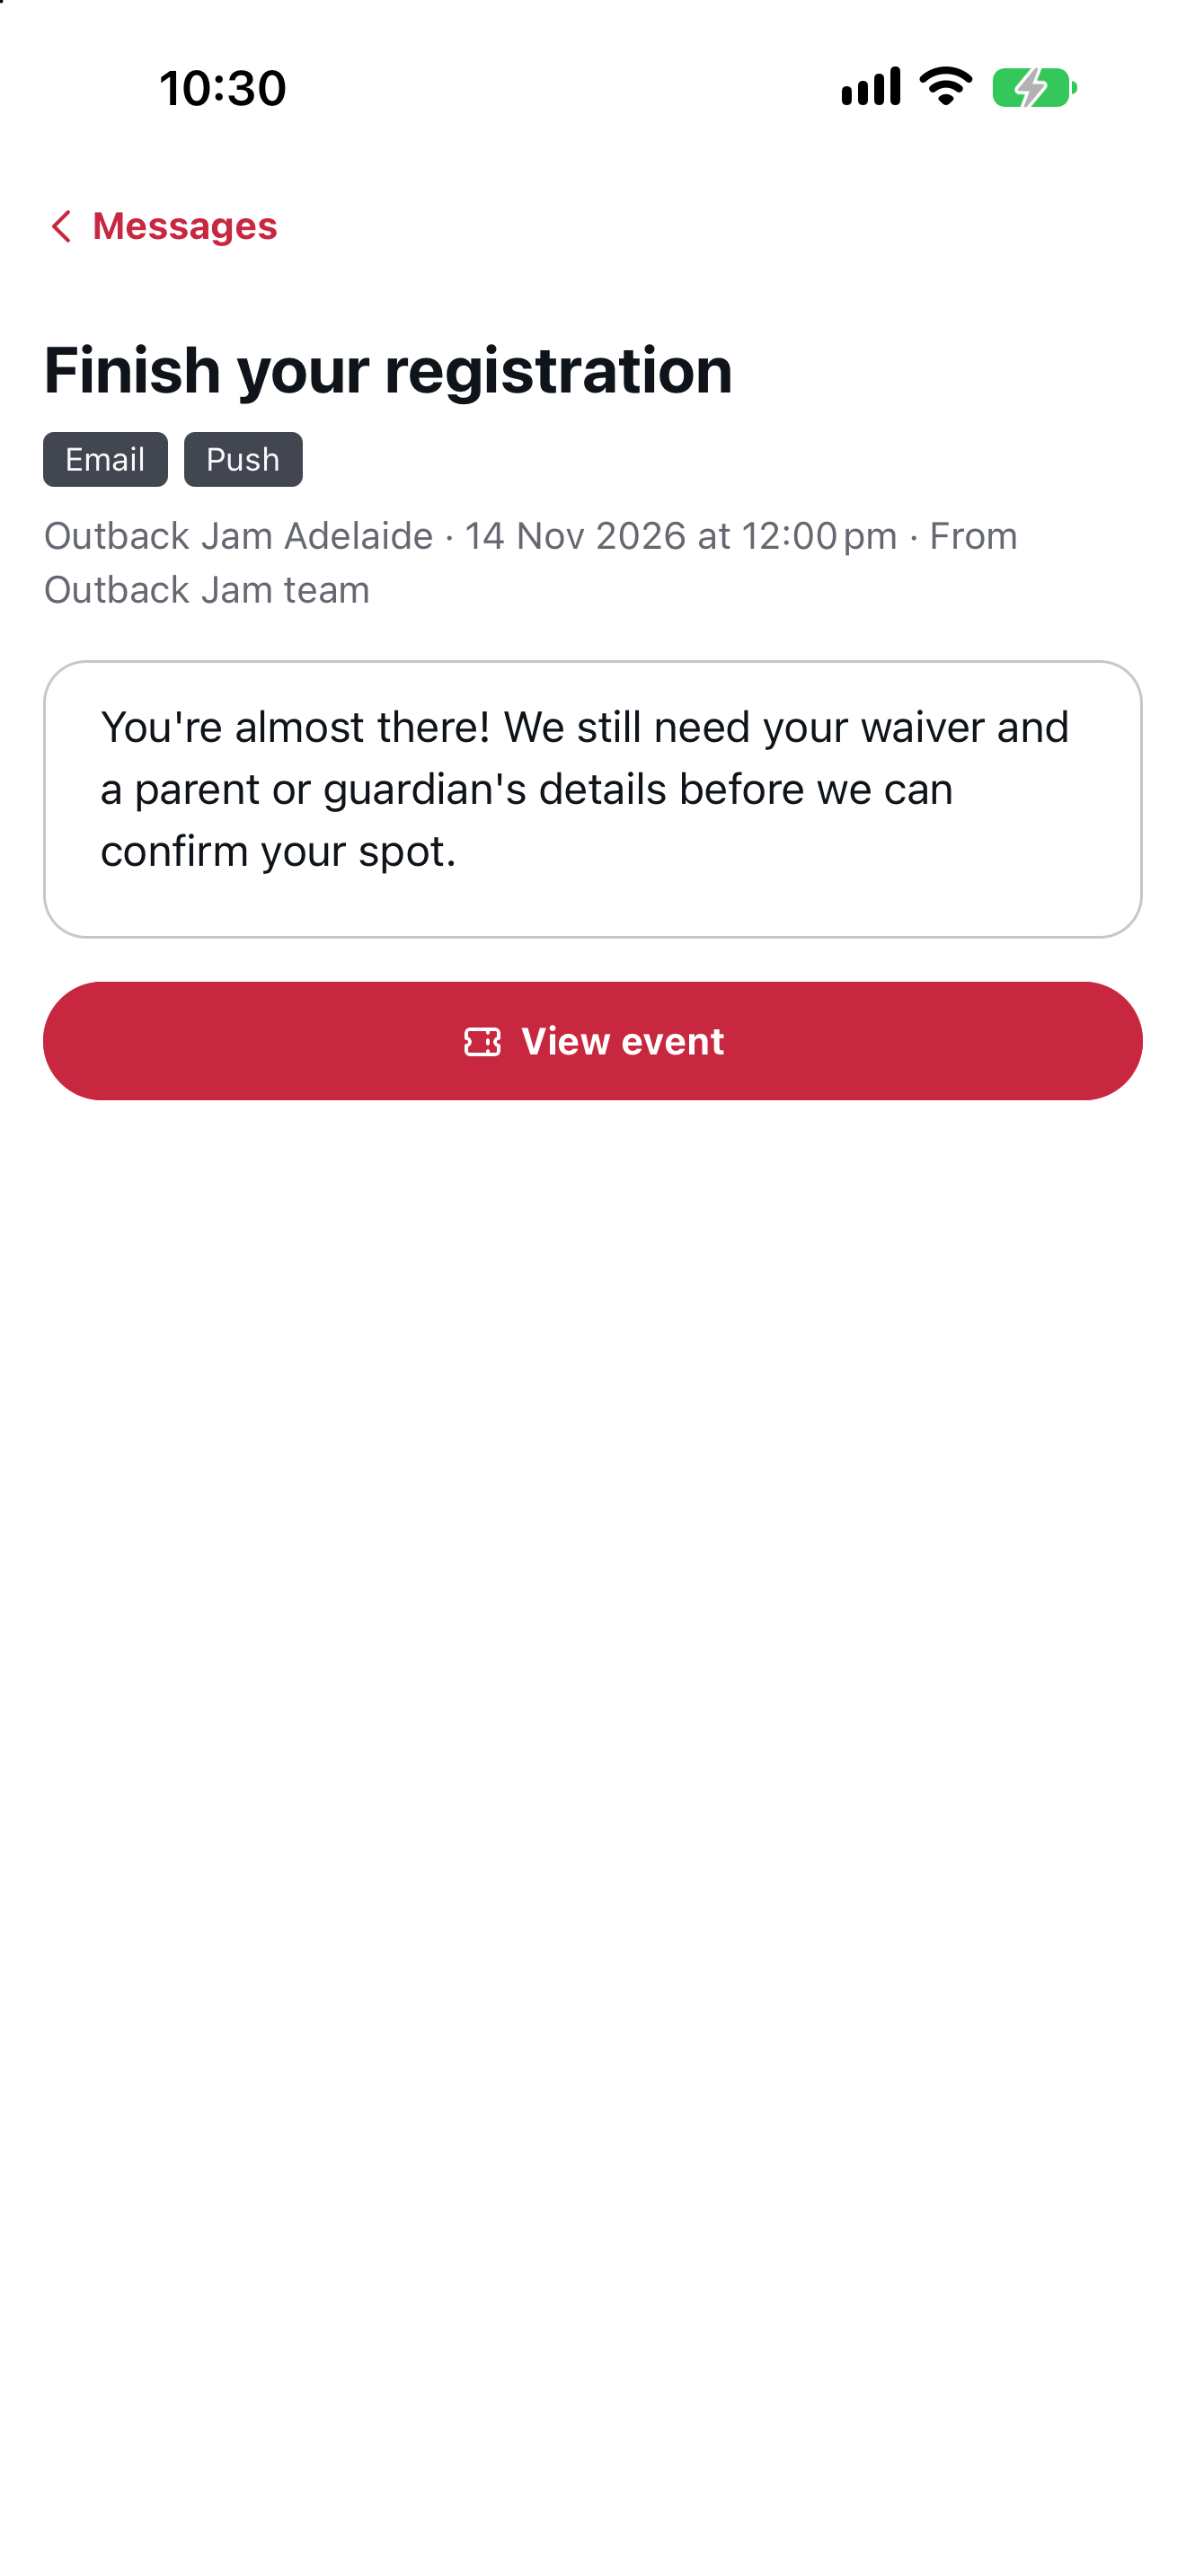 10:30
Messages
Finish your registration
Email Push
Outback Jam Adelaide · 14 Nov 2026 at 12:00 pm · From
Outback Jam team
You're almost there! We still need your waiver and
a parent or guardian's details before we can
confirm your spot.
View event